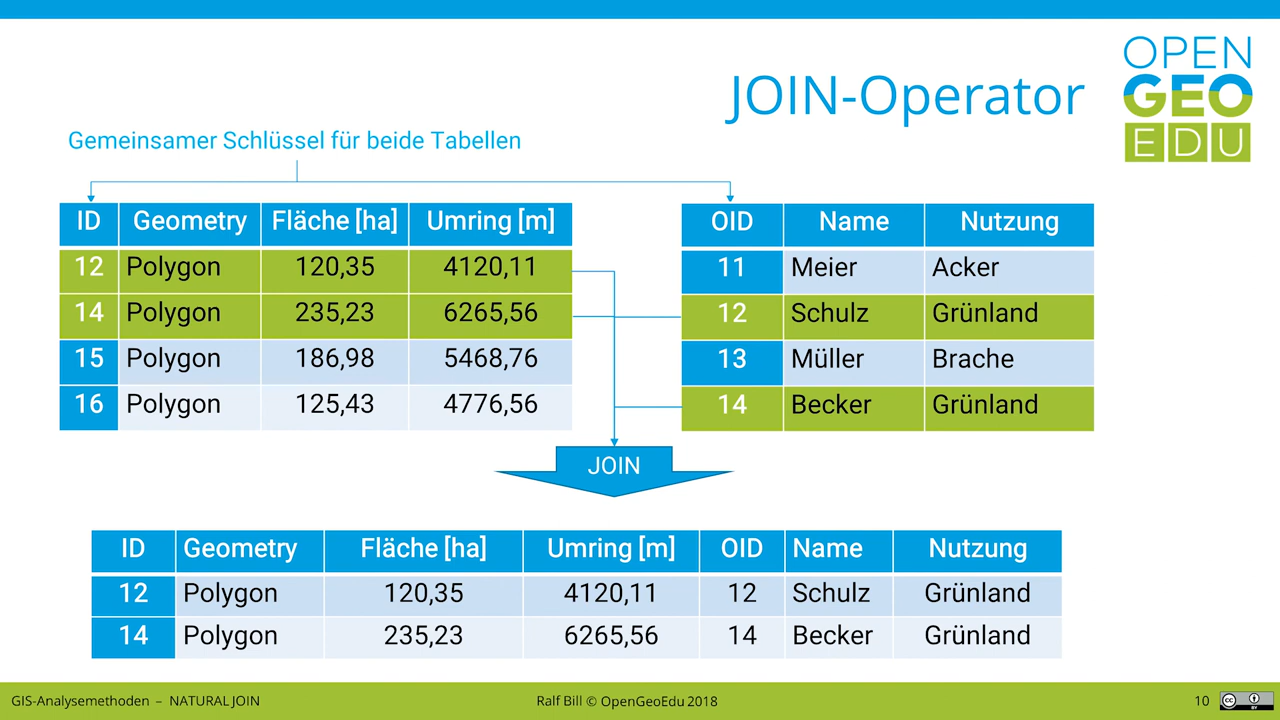 OPEN
GEO
EDU
JOIN-Operator
Gemeinsamer Schlüssel für beide Tabellen
ID Geometry Fläche [ha] Umring [m]
12 Polygon 120,35 4120,11
14 Polygon 235,23 6265,56
15 Polygon 186,98 5468,76
16 Polygon 125,43 4776,56
OID Name Nutzung
11 Meier Acker
12 Schulz Grünland
13 Müller Brache
14 Becker Grünland
JOIN
ID Geometry Fläche [ha] Umring [m] OID Name Nutzung
12 Polygon 120,35 4120,11 12 Schulz Grünland
14 Polygon 235,23 6265,56 14 Becker Grünland
GIS-Analysemethoden – NATURAL JOIN
Ralf Bill © OpenGeoEdu 2018
10
cc
BY